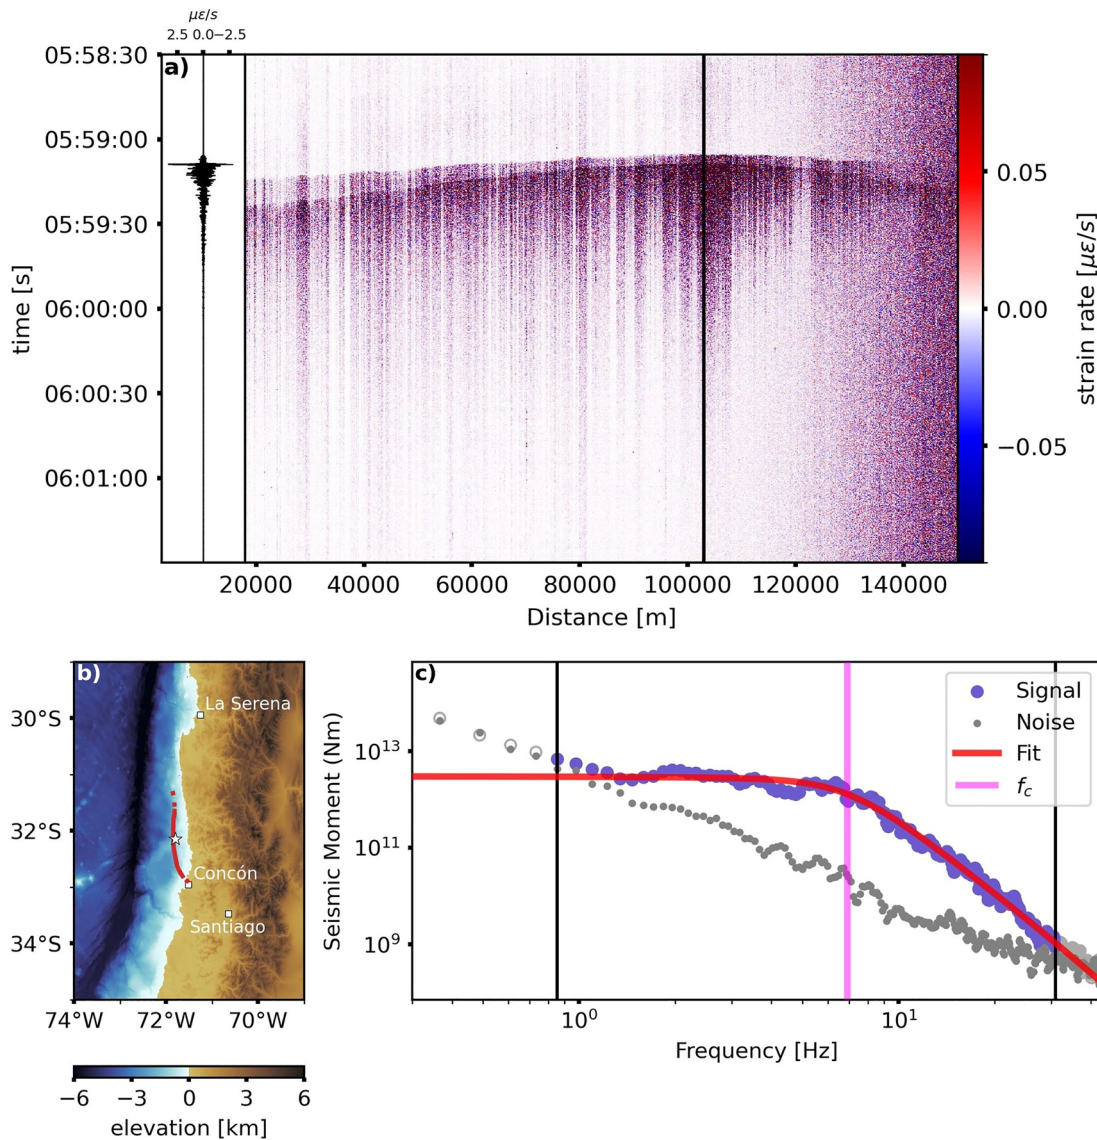 με/s
2.5 0.0−2.5
a)
05:58:30
05:59:00
05:59:30
06:00:00
06:00:30
06:01:00
time [s]
20000 40000 60000 80000 100000 120000 140000
Distance [m]
0.05
0.00
−0.05
strain rate [με/s]
b)
La Serena
Concón
Santiago
30°S
32°S
34°S
74°W 72°W 70°W
−6 −3 0 3 6
elevation [km]
c)
Signal
Noise
Fit
f_c
10¹³
10¹¹
10⁹
Seismic Moment (Nm)
10⁰ 10¹
Frequency [Hz]